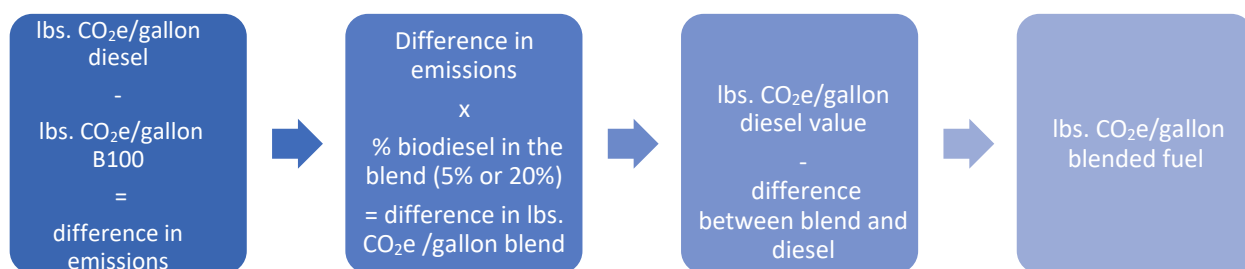 lbs. CO₂e/gallon
diesel
-
lbs. CO₂e/gallon
B100
=
difference in
emissions
Difference in
emissions
x
% biodiesel in the
blend (5% or 20%)
= difference in lbs.
CO₂e /gallon blend
lbs. CO₂e/gallon
diesel value
-
difference
between blend and
diesel
lbs. CO₂e/gallon
blended fuel